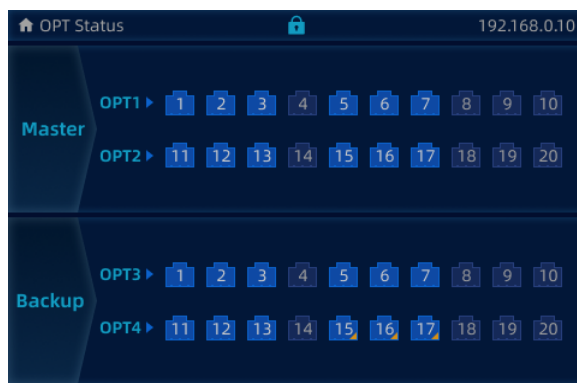 OPT Status 192.168.0.10
Master
OPT1 1 2 3 4 5 6 7 8 9 10
OPT2 11 12 13 14 15 16 17 18 19 20
Backup
OPT3 1 2 3 4 5 6 7 8 9 10
OPT4 11 12 13 14 15 16 17 18 19 20